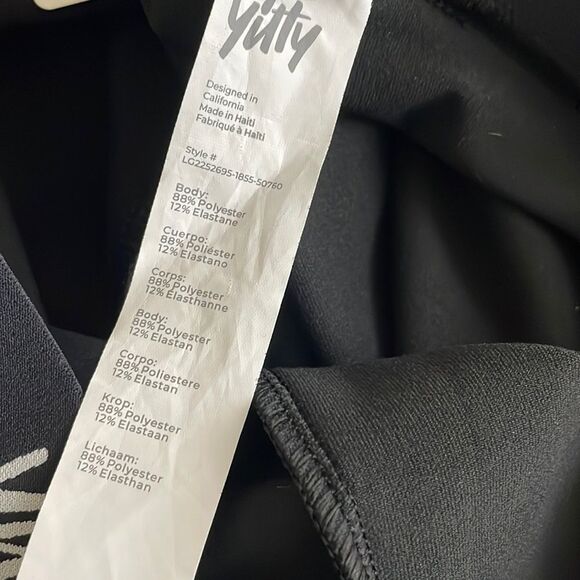 yitty
Designed in
California
Made in Haiti
Fabriqué à Haïti
Style #
LG2252695-1855-50760
Body:
88% Polyester
12% Elastane
Cuerpo:
88% Poliéster
12% Elastano
Corps:
88% Polyester
12% Elasthanne
Body:
88% Polyester
12% Elastan
Corpo:
88% Poliestere
12% Elastan
Krop:
88% Polyester
12% Elastaan
Lichaam:
88% Polyester
12% Elasthan